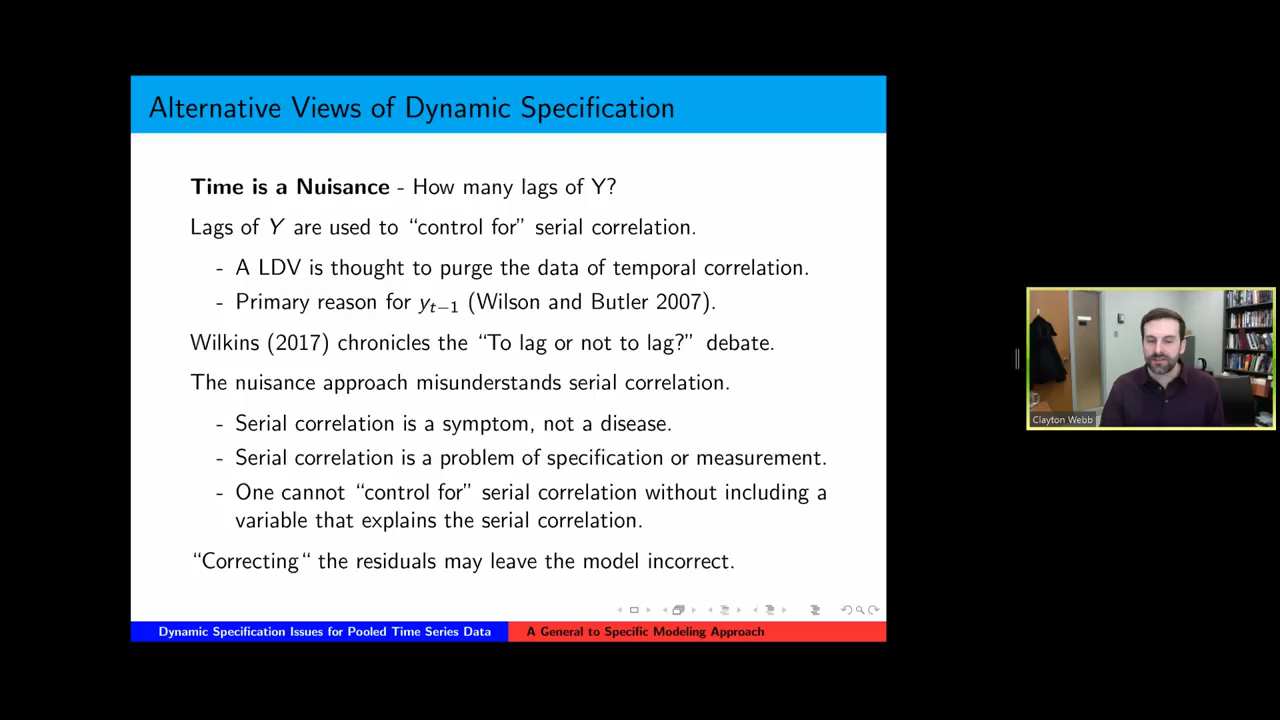 Alternative Views of Dynamic Specification
Time is a Nuisance - How many lags of Y?
Lags of Y are used to “control for” serial correlation.
- A LDV is thought to purge the data of temporal correlation.
- Primary reason for yt−1 (Wilson and Butler 2007).
Wilkins (2017) chronicles the “To lag or not to lag?” debate.
The nuisance approach misunderstands serial correlation.
- Serial correlation is a symptom, not a disease.
- Serial correlation is a problem of specification or measurement.
- One cannot “control for” serial correlation without including a
variable that explains the serial correlation.
“Correcting“ the residuals may leave the model incorrect.
Dynamic Specification Issues for Pooled Time Series Data
A General to Specific Modeling Approach
Clayton Webb